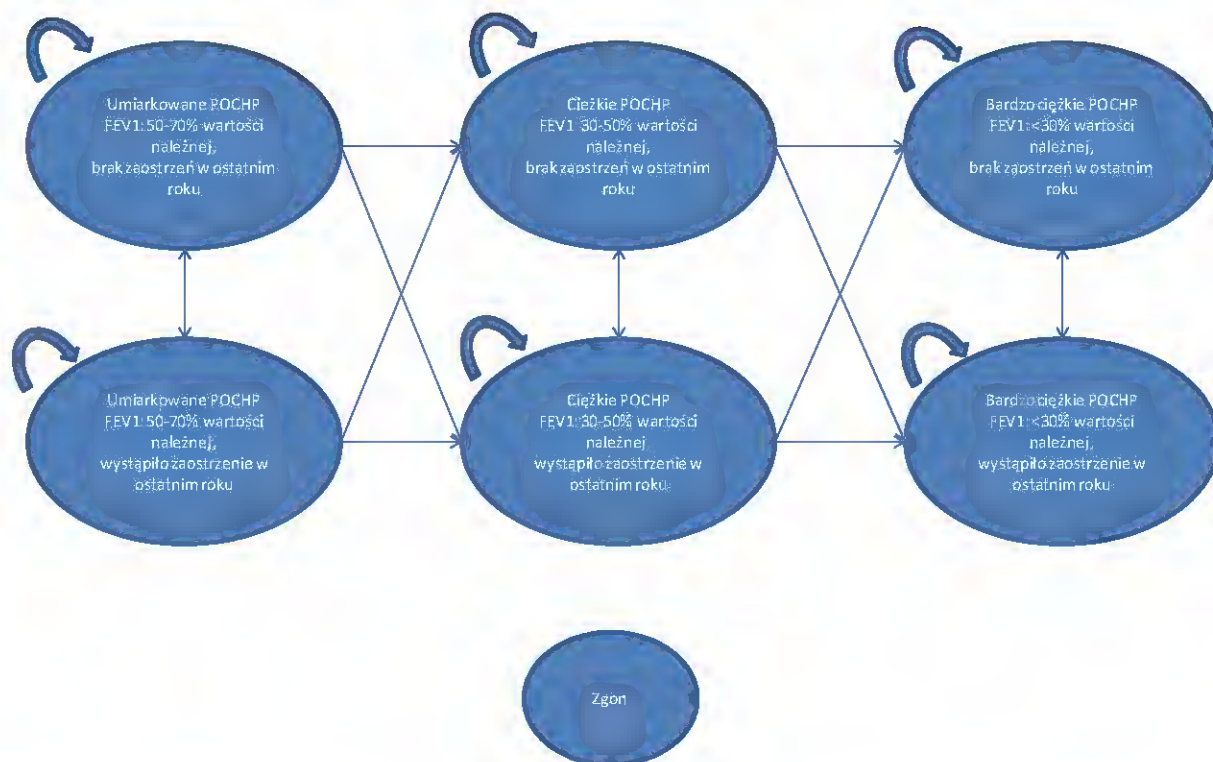 Umiarkowane POCHP
FEV1: 50-70% wartości
należnej,
brak zaostrzeń w ostatnim
roku
Ciężkie POCHP
FEV1: 30-50% wartości
należnej,
brak zaostrzeń w ostatnim
roku
Bardzo ciężkie POCHP
FEV1: <30% wartości
należnej,
brak zaostrzeń w ostatnim
roku
Umiarkowane POCHP
FEV1: 50-70% wartości
należnej,
wystąpiło zaostrzenie w
ostatnim roku
Ciężkie POCHP
FEV1: 30-50% wartości
należnej,
wystąpiło zaostrzenie w
ostatnim roku
Bardzo ciężkie POCHP
FEV1: <30% wartości
należnej,
wystąpiło zaostrzenie w
ostatnim roku
Zgon